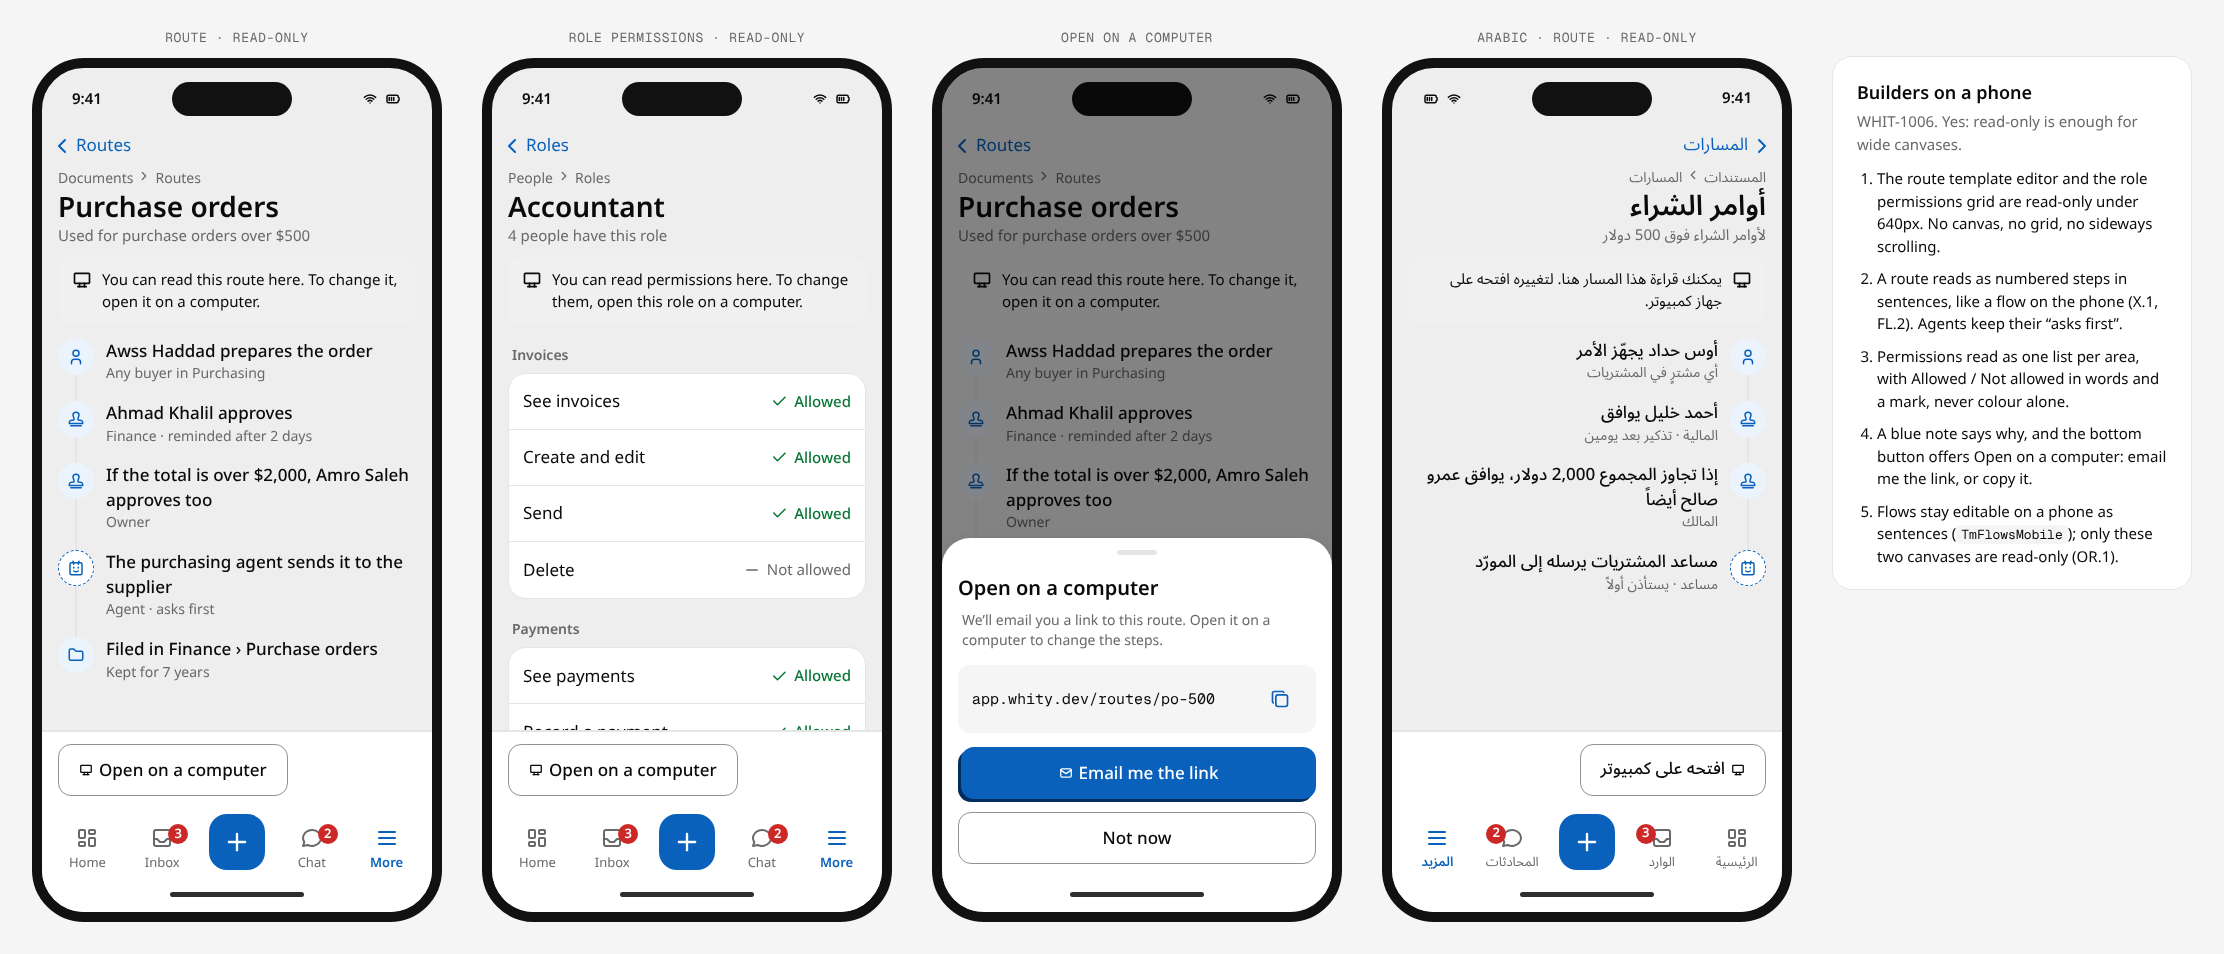 ROUTE · READ-ONLY
9:41
Routes
Documents > Routes
Purchase orders
Used for purchase orders over $500
You can read this route here. To change it,
open it on a computer.
Awss Haddad prepares the order
Any buyer in Purchasing
Ahmad Khalil approves
Finance · reminded after 2 days
If the total is over $2,000, Amro Saleh
approves too
Owner
The purchasing agent sends it to the
supplier
Agent · asks first
Filed in Finance › Purchase orders
Kept for 7 years
Open on a computer
3
2
Home
Inbox
Chat
More
ROLE PERMISSIONS · READ-ONLY
9:41
Roles
People > Roles
Accountant
4 people have this role
You can read permissions here. To change
them, open this role on a computer.
Invoices
See invoices
Allowed
Create and edit
Allowed
Send
Allowed
Delete
Not allowed
Payments
See payments
Allowed
Record a payment
Allowed
Open on a computer
3
2
Home
Inbox
Chat
More
OPEN ON A COMPUTER
9:41
Routes
Documents > Routes
Purchase orders
Used for purchase orders over $500
You can read this route here. To change it,
open it on a computer.
Awss Haddad prepares the order
Any buyer in Purchasing
Ahmad Khalil approves
Finance · reminded after 2 days
If the total is over $2,000, Amro Saleh
approves too
Owner
Open on a computer
We’ll email you a link to this route. Open it on a
computer to change the steps.
app.whity.dev/routes/po-500
Email me the link
Not now
ARABIC · ROUTE · READ-ONLY
9:41
المسارات
المستندات > المسارات
أوامر الشراء
لأوامر الشراء فوق 500 دولار
يمكنك قراءة هذا المسار هنا. لتغييره افتحه على
جهاز كمبيوتر.
أوس حداد يجهّز الأمر
أي مشترٍ في المشتريات
أحمد خليل يوافق
المالية · تذكير بعد يومين
إذا تجاوز المجموع 2,000 دولار، يوافق عمرو
صالح أيضاً
المالك
مساعد المشتريات يرسله إلى المورّد
مساعد · يستأذن أولاً
افتحه على كمبيوتر
3
2
الرئيسية
الوارد
المحادثات
المزيد
Builders on a phone
WHIT-1006. Yes: read-only is enough for
wide canvases.
1. The route template editor and the role
permissions grid are read-only under
640px. No canvas, no grid, no sideways
scrolling.
2. A route reads as numbered steps in
sentences, like a flow on the phone (X.1,
FL.2). Agents keep their “asks first”.
3. Permissions read as one list per area,
with Allowed / Not allowed in words and
a mark, never colour alone.
4. A blue note says why, and the bottom
button offers Open on a computer: email
me the link, or copy it.
5. Flows stay editable on a phone as
sentences ( TmFlowsMobile ); only these
two canvases are read-only (OR.1).